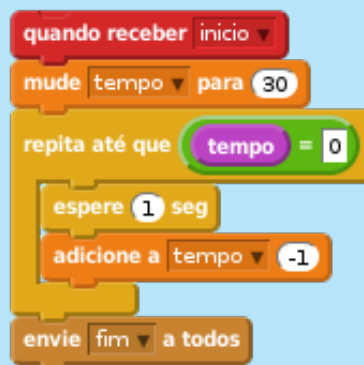 quando receber inicio
mude tempo para 30
repita até que tempo = 0
espere 1 seg
adicione a tempo -1
envie fim a todos